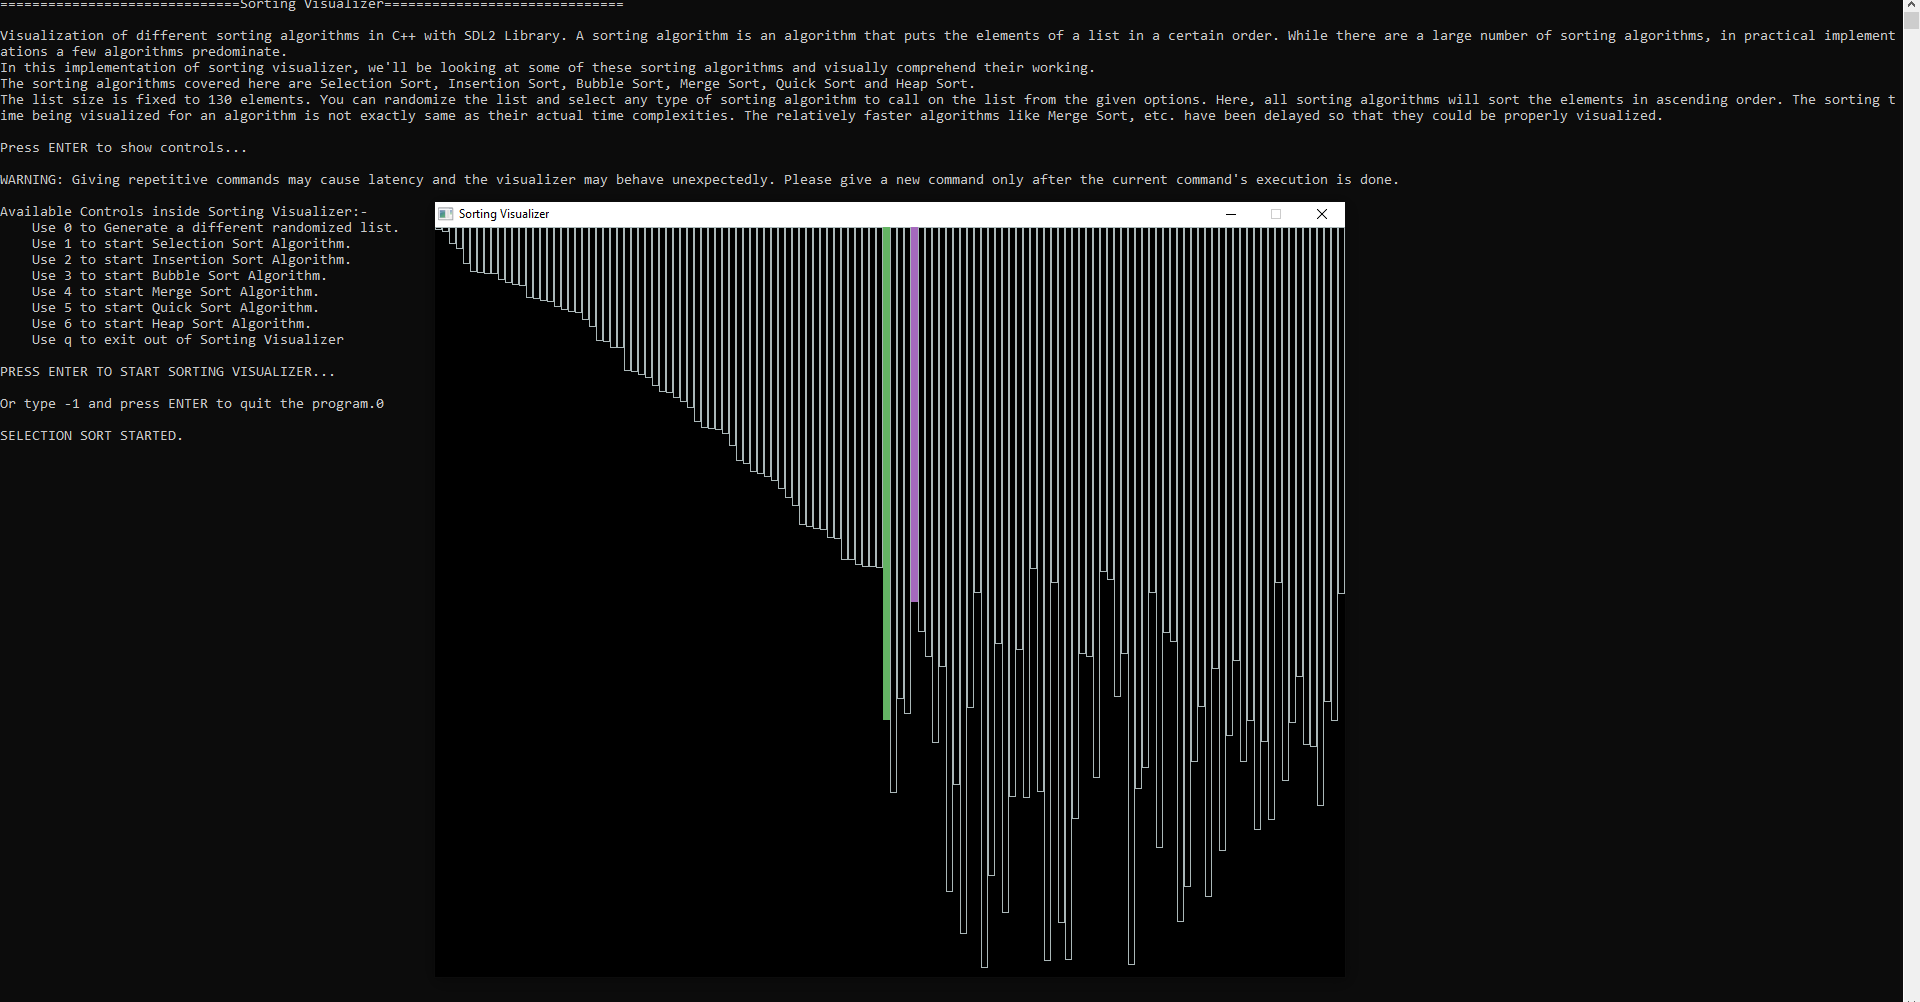 ==============================Sorting Visualizer==============================
Visualization of different sorting algorithms in C++ with SDL2 Library. A sorting algorithm is an algorithm that puts the elements of a list in a certain order. While there are a large number of sorting algorithms, in practical implement
ations a few algorithms predominate.
In this implementation of sorting visualizer, we'll be looking at some of these sorting algorithms and visually comprehend their working.
The sorting algorithms covered here are Selection Sort, Insertion Sort, Bubble Sort, Merge Sort, Quick Sort and Heap Sort.
The list size is fixed to 130 elements. You can randomize the list and select any type of sorting algorithm to call on the list from the given options. Here, all sorting algorithms will sort the elements in ascending order. The sorting t
ime being visualized for an algorithm is not exactly same as their actual time complexities. The relatively faster algorithms like Merge Sort, etc. have been delayed so that they could be properly visualized.
Press ENTER to show controls...
WARNING: Giving repetitive commands may cause latency and the visualizer may behave unexpectedly. Please give a new command only after the current command's execution is done.
Available Controls inside Sorting Visualizer:-
Use 0 to Generate a different randomized list.
Use 1 to start Selection Sort Algorithm.
Use 2 to start Insertion Sort Algorithm.
Use 3 to start Bubble Sort Algorithm.
Use 4 to start Merge Sort Algorithm.
Use 5 to start Quick Sort Algorithm.
Use 6 to start Heap Sort Algorithm.
Use q to exit out of Sorting Visualizer
PRESS ENTER TO START SORTING VISUALIZER...
Or type -1 and press ENTER to quit the program.0
SELECTION SORT STARTED.
Sorting Visualizer